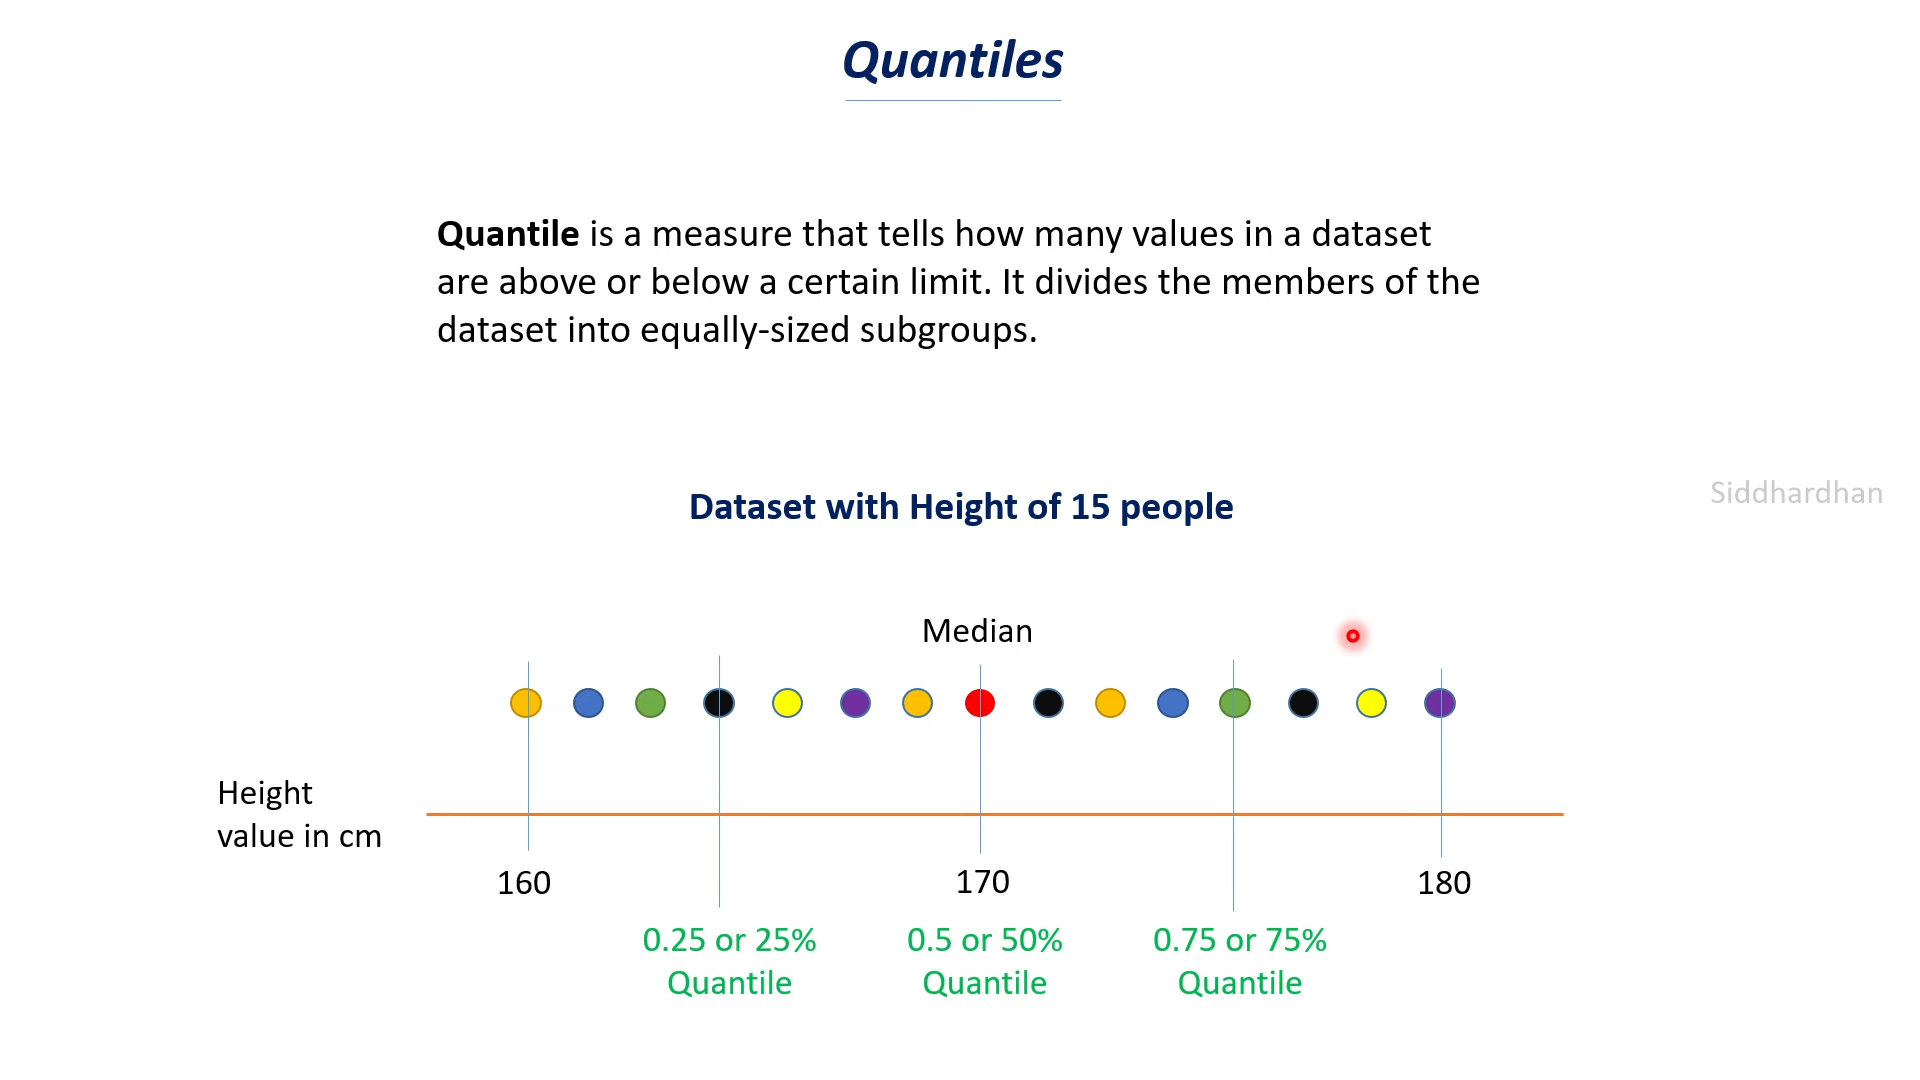 Quantiles
Quantile is a measure that tells how many values in a dataset
are above or below a certain limit. It divides the members of the
dataset into equally-sized subgroups.
Siddhardhan
Dataset with Height of 15 people
Median
Height
value in cm
160
170
180
0.25 or 25%
Quantile
0.5 or 50%
Quantile
0.75 or 75%
Quantile